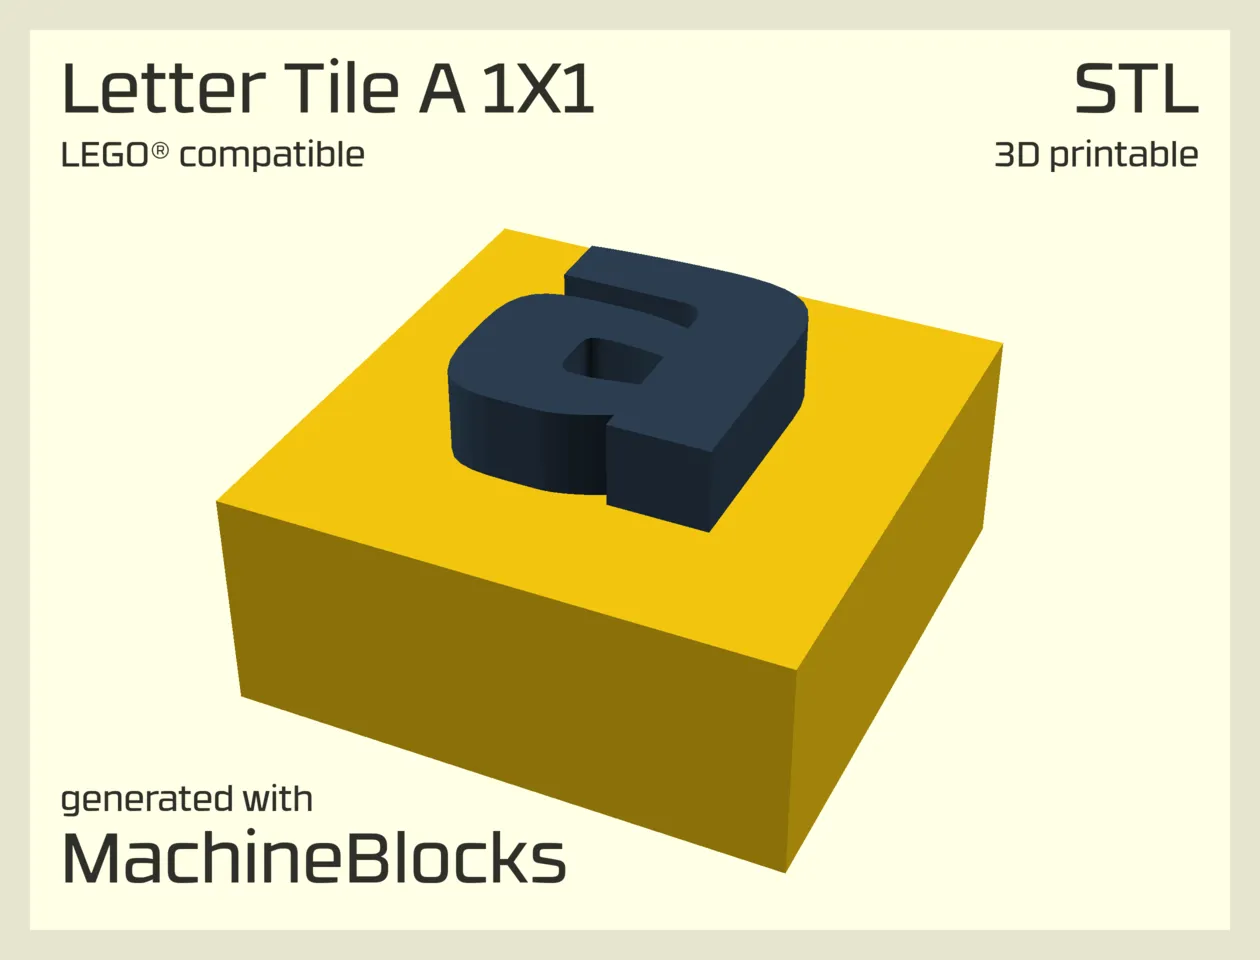 Letter Tile A 1X1
STL
LEGO® compatible
3D printable
a
generated with
MachineBlocks